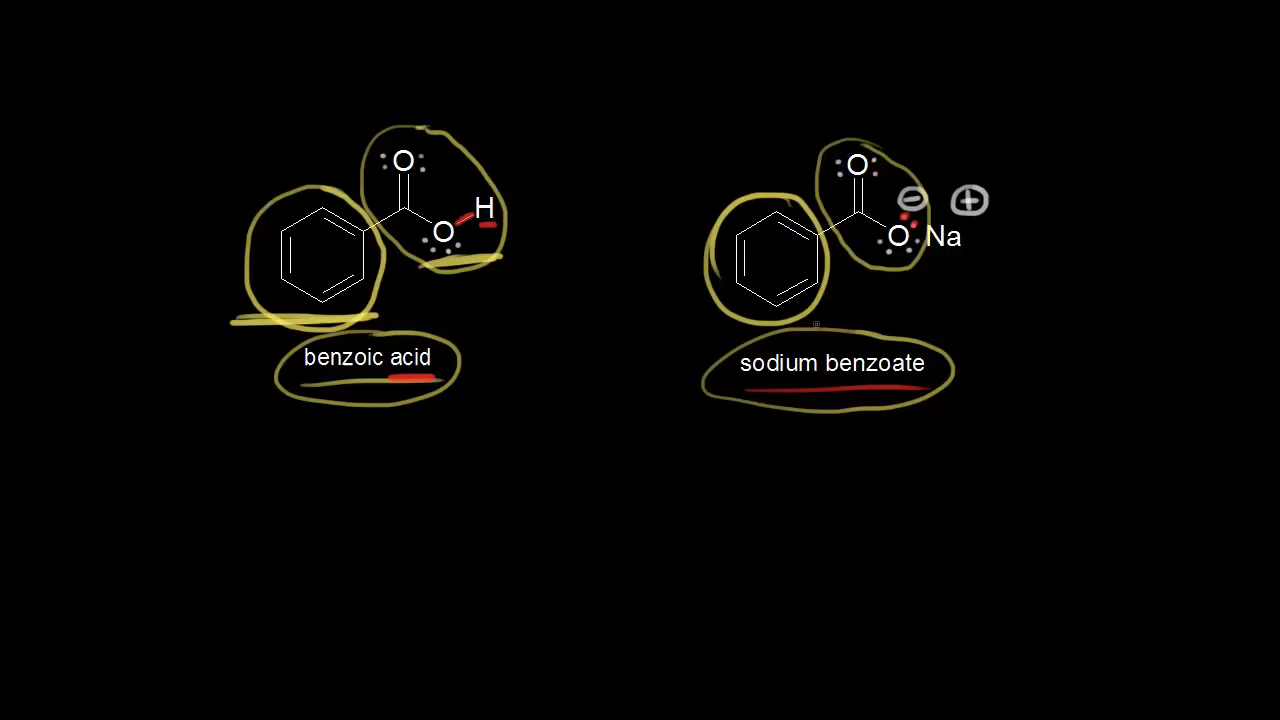 O
H
O
benzoic acid
O
⊖ ⊕
O Na
sodium benzoate